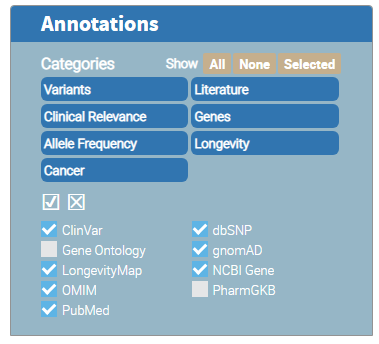 Annotations
Categories Show All None Selected
Variants Literature
Clinical Relevance Genes
Allele Frequency Longevity
Cancer
ClinVar dbSNP
Gene Ontology gnomAD
LongevityMap NCBI Gene
OMIM PharmGKB
PubMed